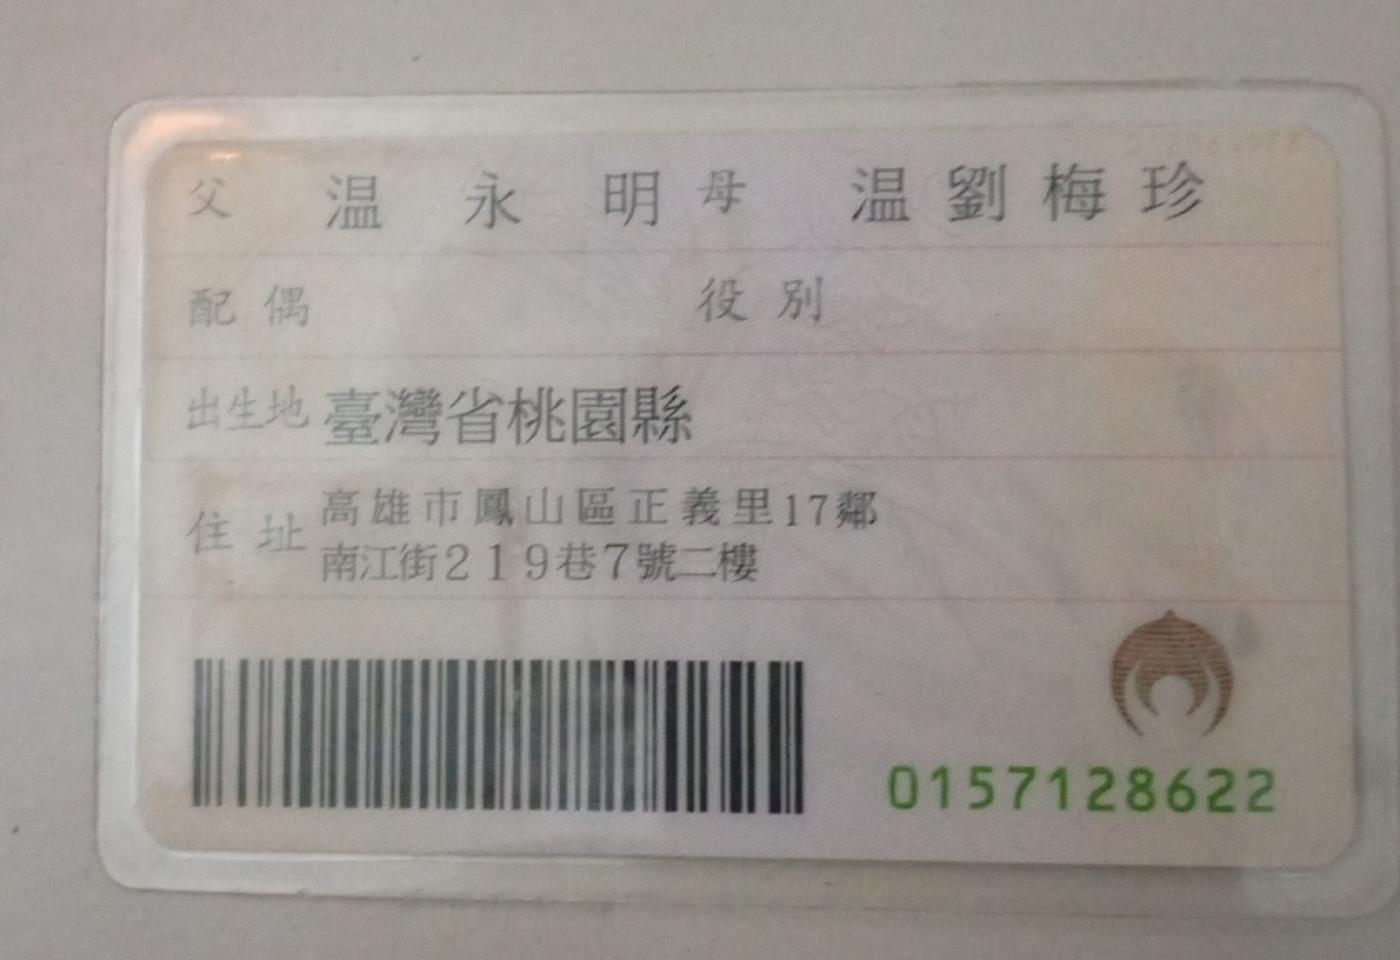 父 温永明 母 温劉梅珍
配偶 役別
出生地 臺灣省桃園縣
住址 高雄市鳳山區正義里17鄰
南江街219巷7號二樓
0157128622